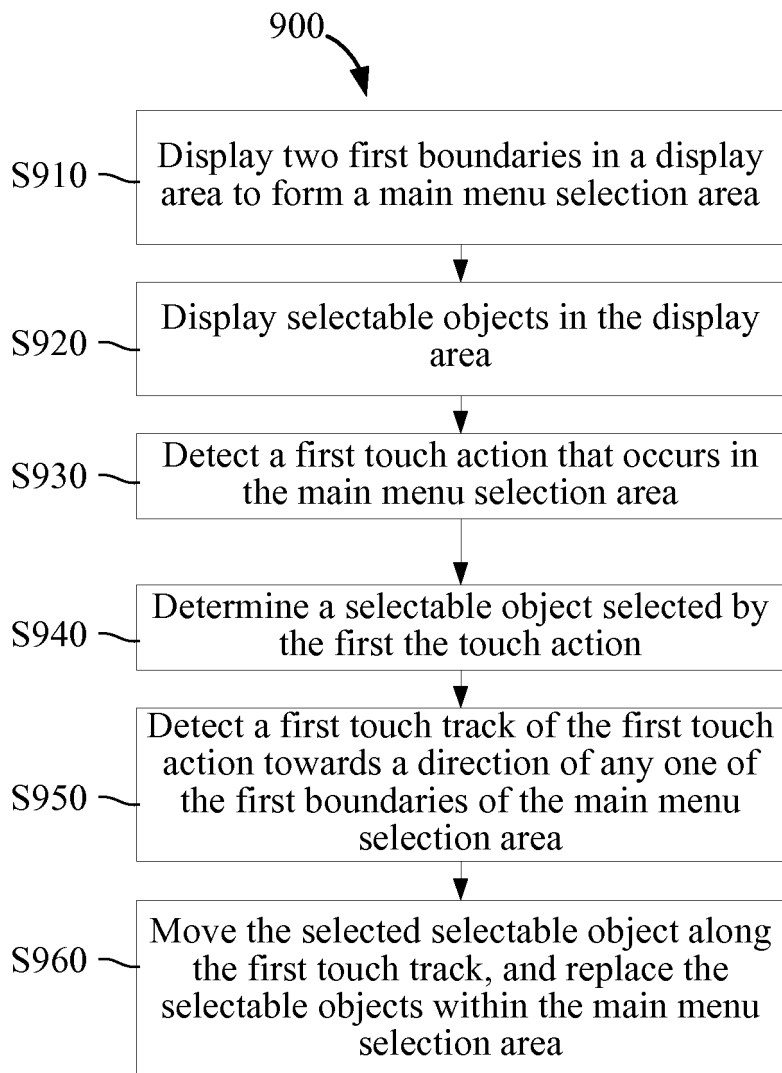 900
S910
Display two first boundaries in a display
area to form a main menu selection area
S920
Display selectable objects in the display
area
S930
Detect a first touch action that occurs in
the main menu selection area
S940
Determine a selectable object selected by
the first the touch action
S950
Detect a first touch track of the first touch
action towards a direction of any one of
the first boundaries of the main menu
selection area
S960
Move the selected selectable object along
the first touch track, and replace the
selectable objects within the main menu
selection area